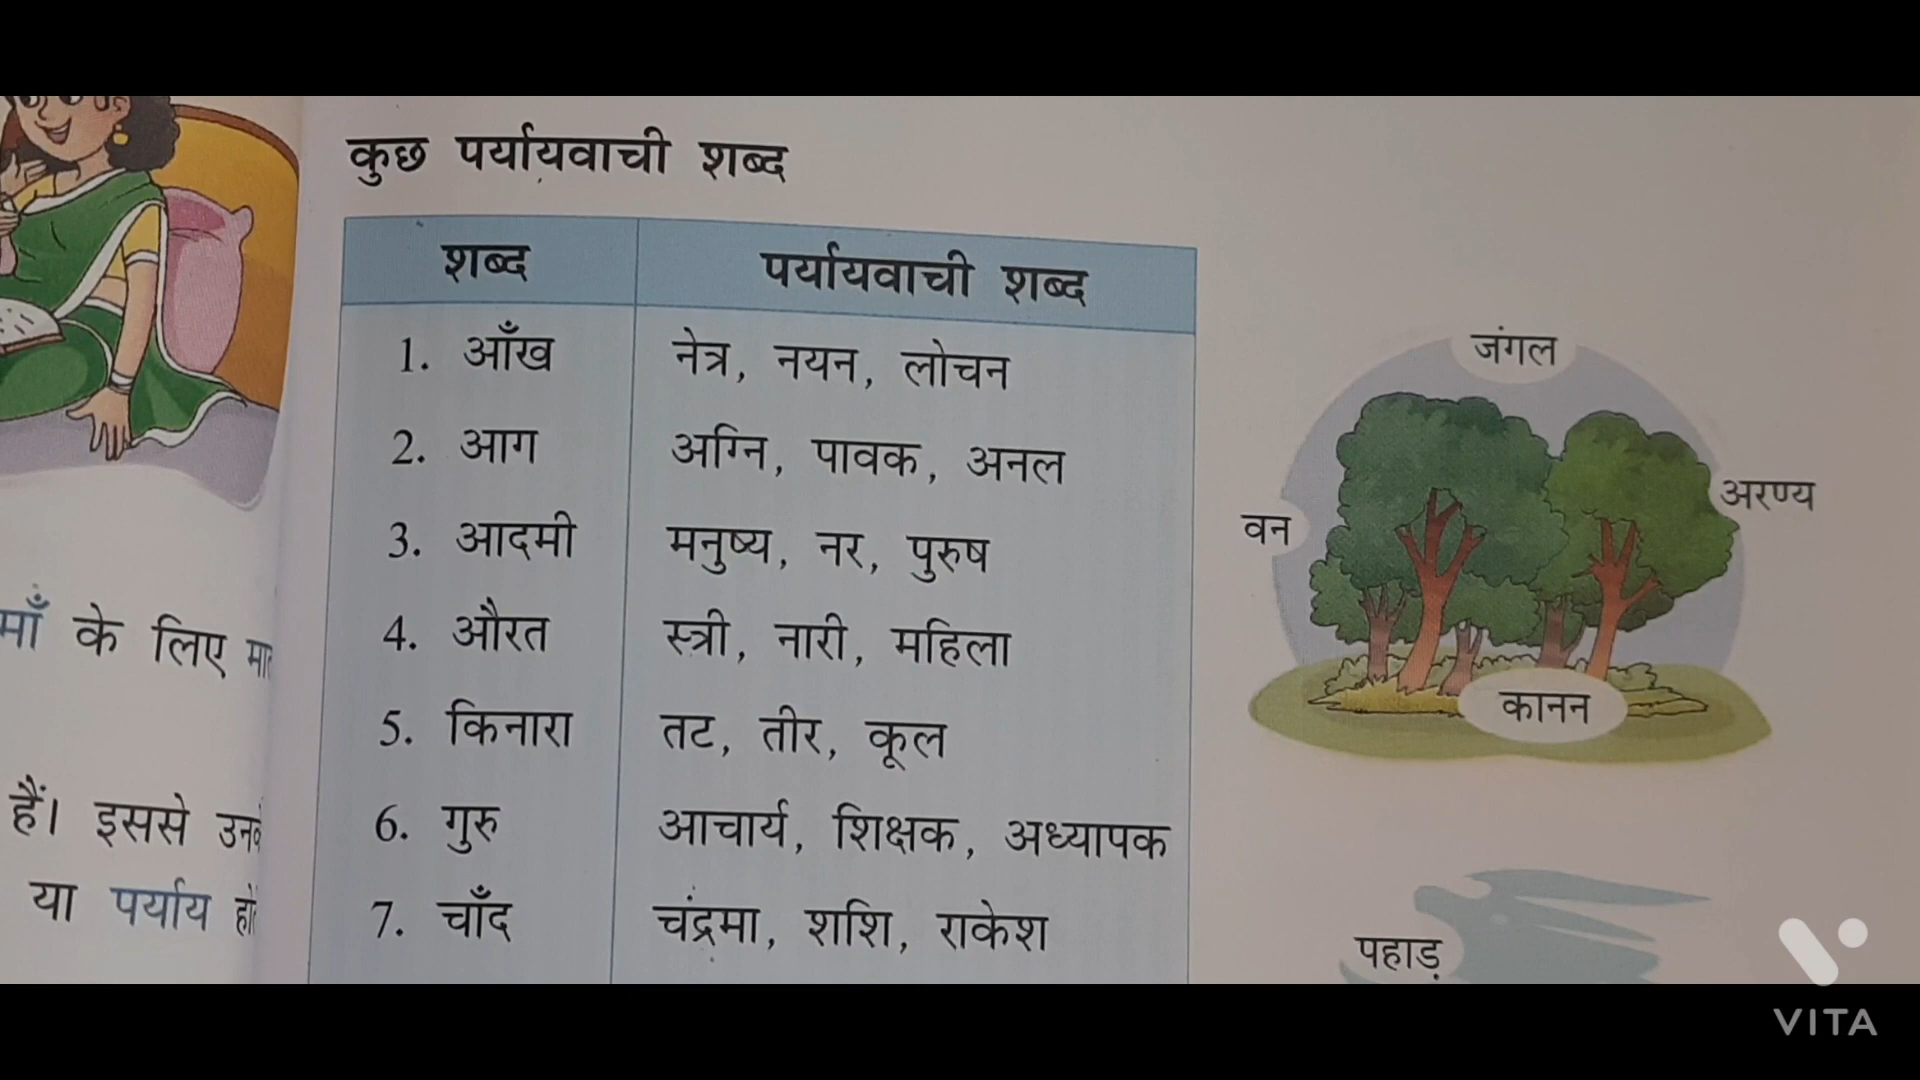 कुछ पर्यायवाची शब्द
शब्द पर्यायवाची शब्द
1. आँख नेत्र, नयन, लोचन
2. आग अग्नि, पावक, अनल
3. आदमी मनुष्य, नर, पुरुष
4. औरत स्त्री, नारी, महिला
5. किनारा तट, तीर, कूल
6. गुरु आचार्य, शिक्षक, अध्यापक
7. चाँद चंद्रमा, शशि, राकेश
जंगल
अरण्य
वन
कानन
पहाड़
माँ के लिए
हैं। इससे
या पर्याय
VITA